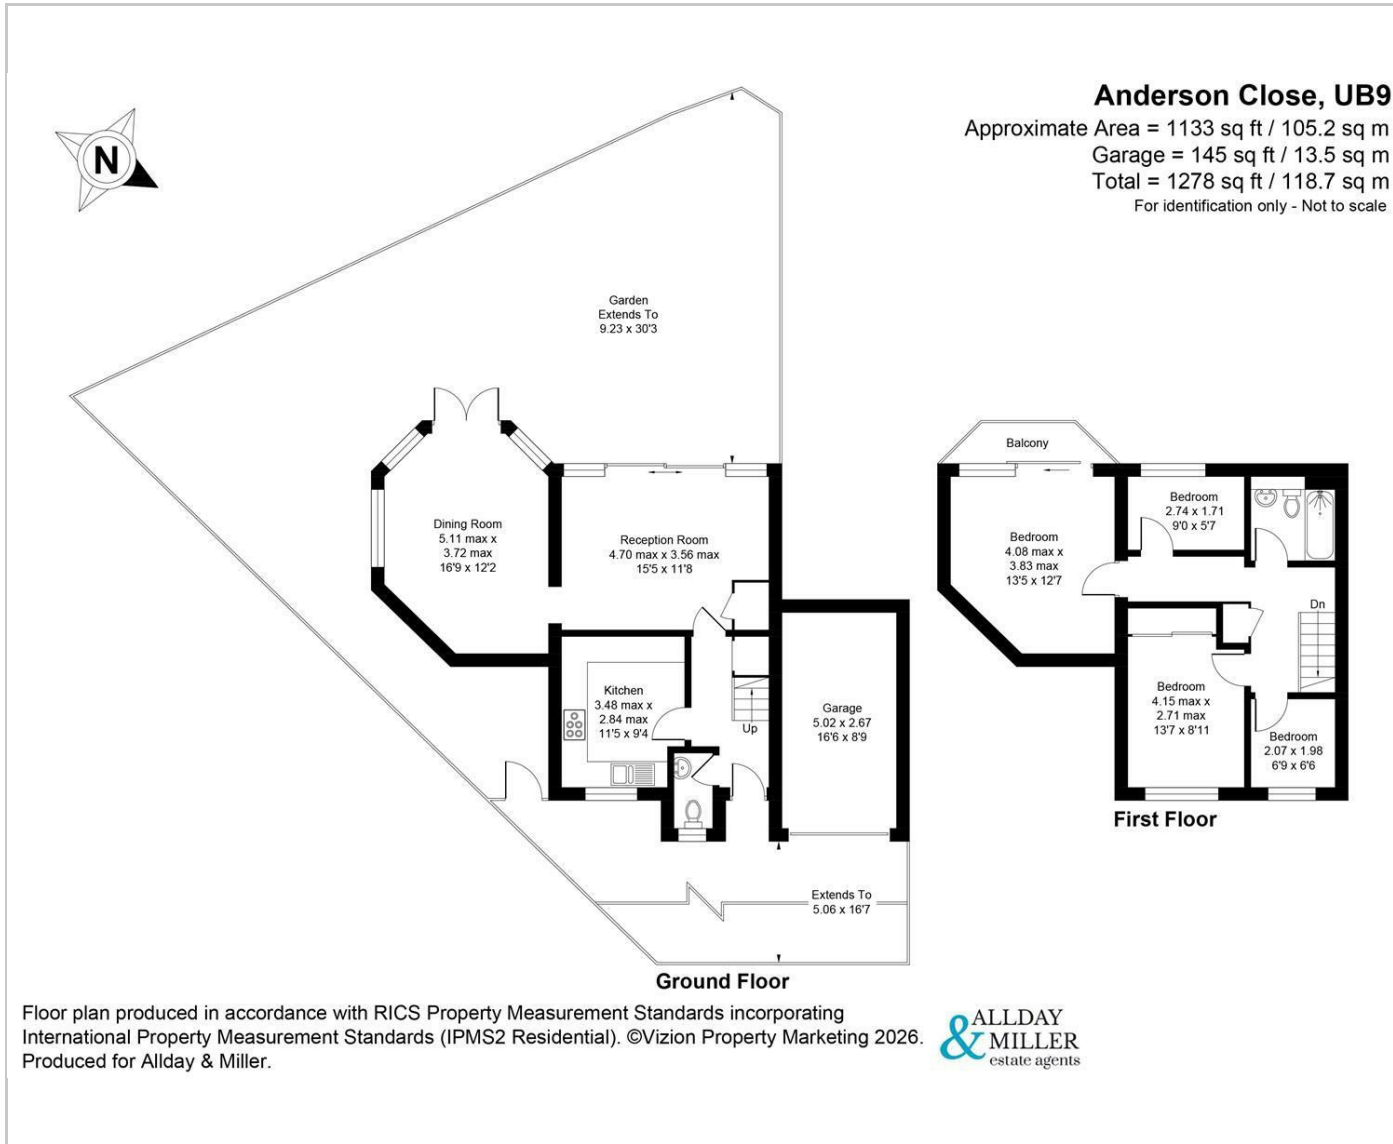 Anderson Close, UB9
Approximate Area = 1133 sq ft / 105.2 sq m
Garage = 145 sq ft / 13.5 sq m
Total = 1278 sq ft / 118.7 sq m
For identification only - Not to scale
N
Garden
Extends To
9.23 x 30'3
Dining Room
5.11 max x
3.72 max
16'9 x 12'2
Reception Room
4.70 max x 3.56 max
15'5 x 11'8
Kitchen
3.48 max x
2.84 max
11'5 x 9'4
Up
Garage
5.02 x 2.67
16'6 x 8'9
Extends To
5.06 x 16'7
Ground Floor
Balcony
Bedroom
4.08 max x
3.83 max
13'5 x 12'7
Bedroom
2.74 x 1.71
9'0 x 5'7
Dn
Bedroom
4.15 max x
2.71 max
13'7 x 8'11
Bedroom
2.07 x 1.98
6'9 x 6'6
First Floor
Floor plan produced in accordance with RICS Property Measurement Standards incorporating
International Property Measurement Standards (IPMS2 Residential). ©Vizion Property Marketing 2026.
Produced for Allday & Miller.
ALLDAY
& MILLER
estate agents